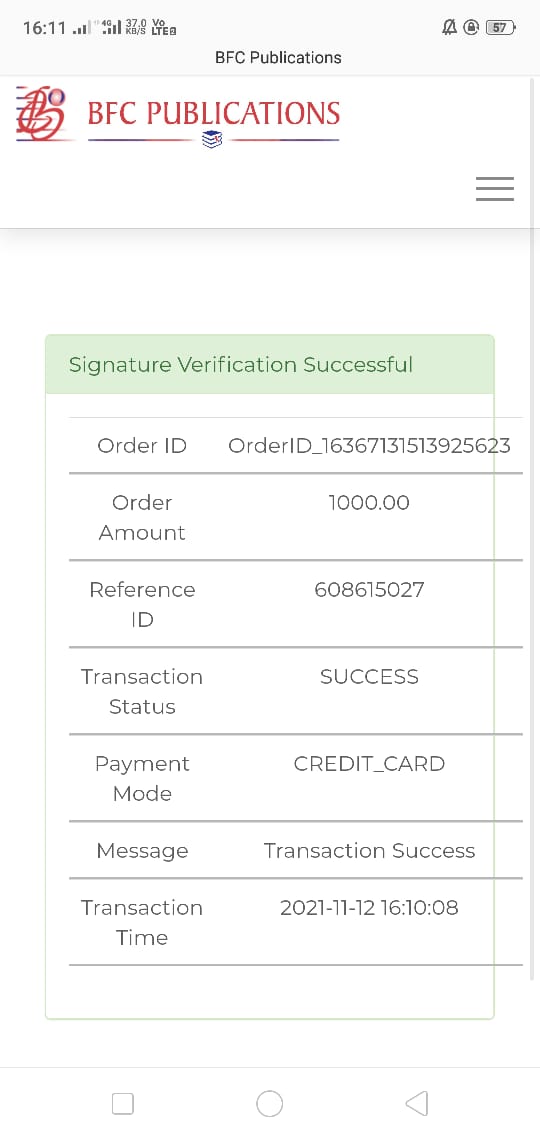 16:11 4G 37.0 KB/S Vo LTE 57
BFC Publications
BFC PUBLICATIONS
Signature Verification Successful
Order ID OrderID_16367131513925623
Order Amount 1000.00
Reference ID 608615027
Transaction Status SUCCESS
Payment Mode CREDIT_CARD
Message Transaction Success
Transaction Time 2021-11-12 16:10:08